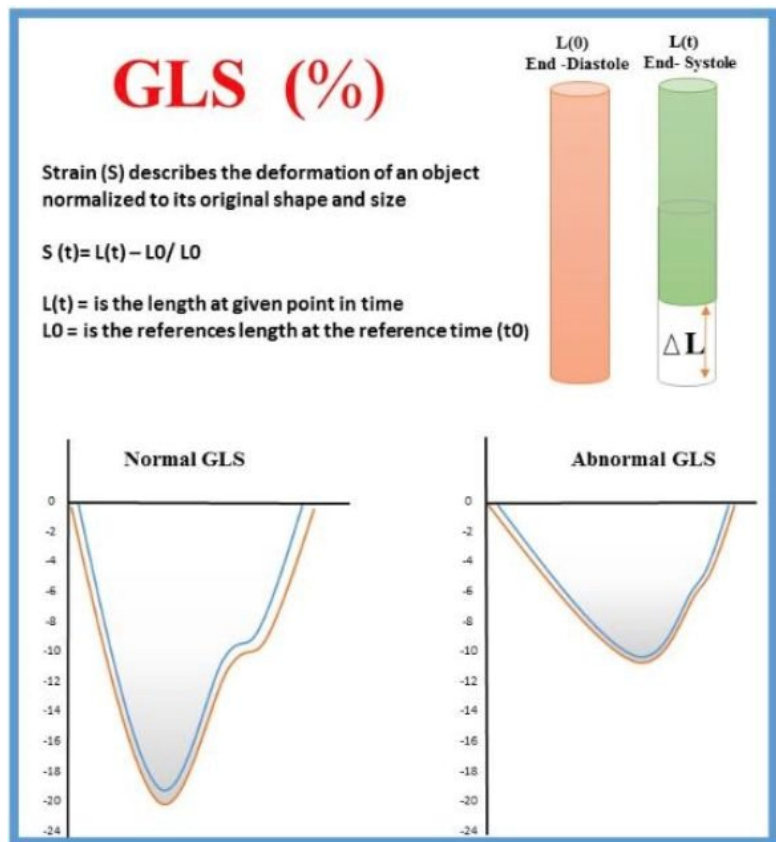 GLS (%)
L(0)
End -Diastole
L(t)
End- Systole
Strain (S) describes the deformation of an object
normalized to its original shape and size
S (t)= L(t) – L0/ L0
L(t) = is the length at given point in time
L0 = is the references length at the reference time (t0)
△ L
Normal GLS
0
-2
-4
-6
-8
-10
-12
-14
-16
-18
-20
-24
Abnormal GLS
0
-2
-4
-6
-8
-10
-12
-14
-16
-18
-20
-24